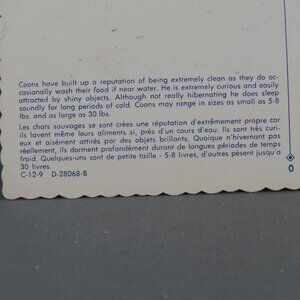 Coons have built up a reputation of being extremely clean as they do oc-
casionally wash their food if near water. He is extremely curious and easily
attracted by shiny objects. Although not really hibernating he does sleep
soundly for long periods of cold. Coons may range in sizes as small as 5-8
lbs. and as large as 30 lbs.
Les chats sauvages se sont crées une réputation d'extrêmement propre car
ils lavent même leurs aliments si, près d'un cours d'eau. Ils sont très curi-
eux et aisément attirés par des objets brillants. Quoique n'hivernant pas
réellement, ils dorment profondément durant de longues périodes de temps
froid. Quelques-uns sont de petite taille - 5-8 livres, d'autres pèsent jusqu'a
30 livres.
C-12-9 D-28068-B
0